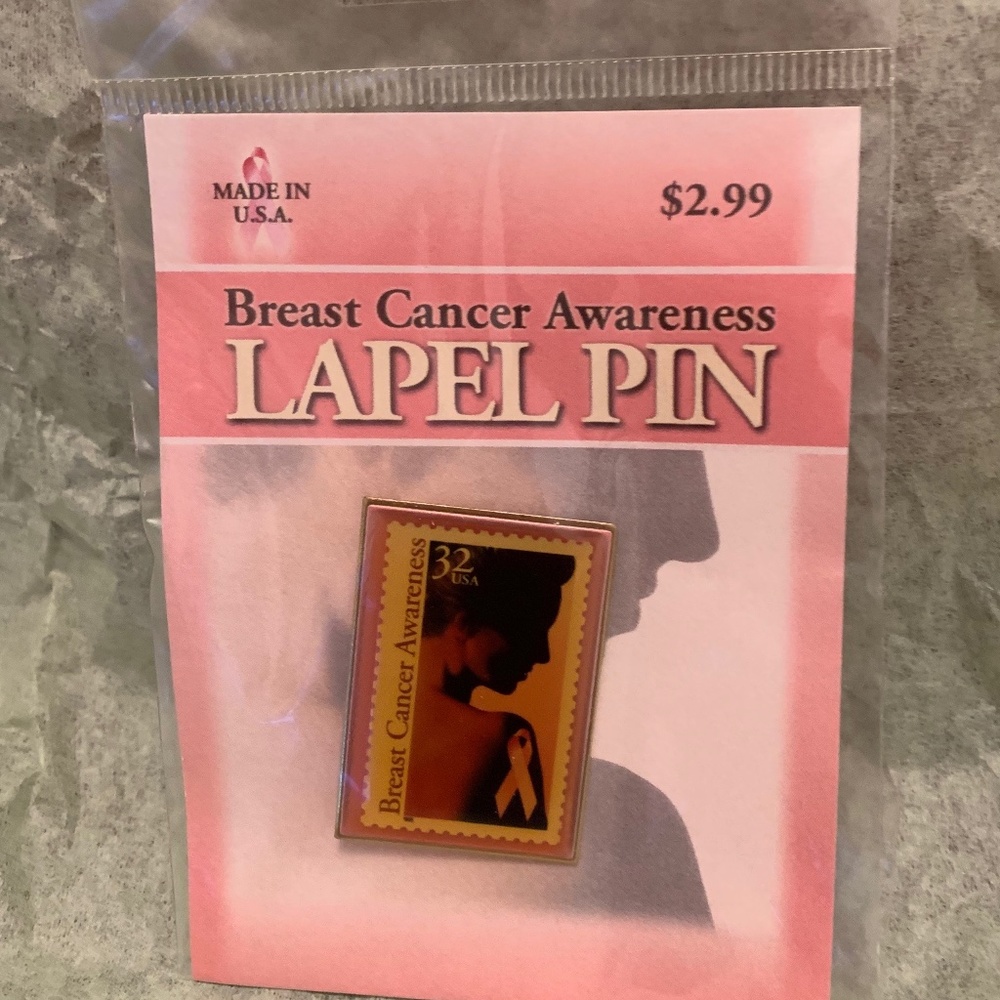 MADE IN
U.S.A.
$2.99
Breast Cancer Awareness
LAPEL PIN
32
USA
Breast Cancer Awareness